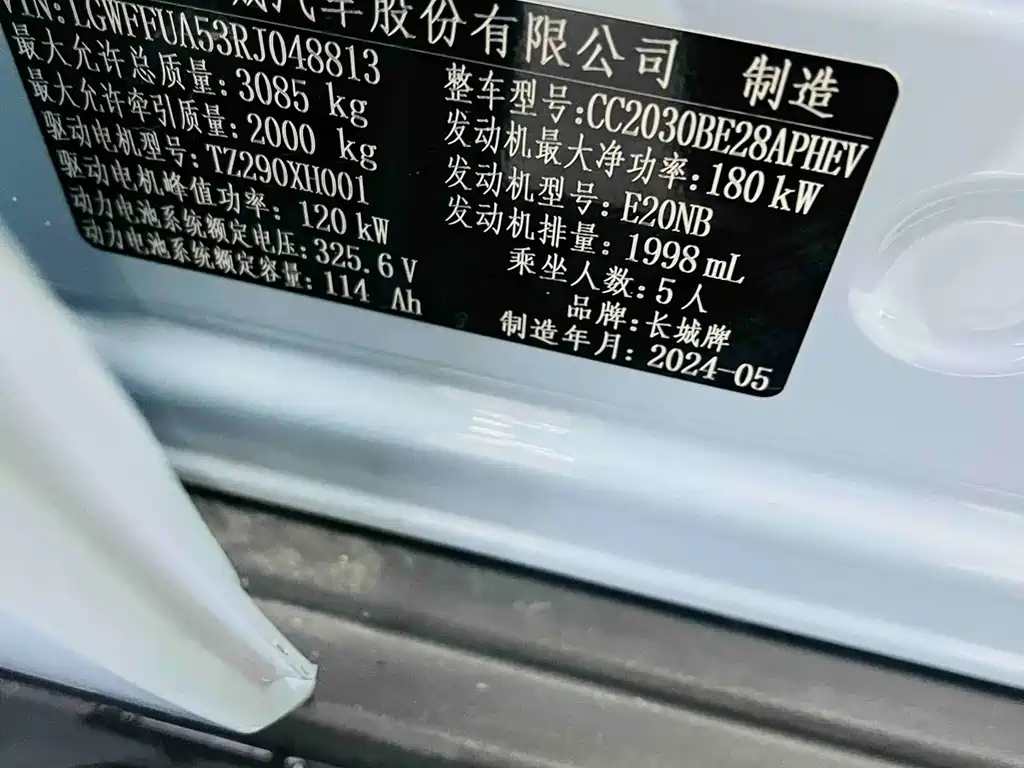 汽车股份有限公司 制造
VIN:LGWFFUA53RJ048813
最大允许总质量:3085 kg
最大允许牵引质量:2000 kg
驱动电机型号:TZ290XH001
驱动电机峰值功率: 120 kW
动力电池系统额定电压:325.6 V
动力电池系统额定容量: 114 Ah
整车型号:CC2030BE28APHEV
发动机最大净功率:180 kW
发动机型号: E20NB
发动机排量: 1998 mL
乘坐人数: 5 人
品牌: 长城牌
制造年月: 2024-05